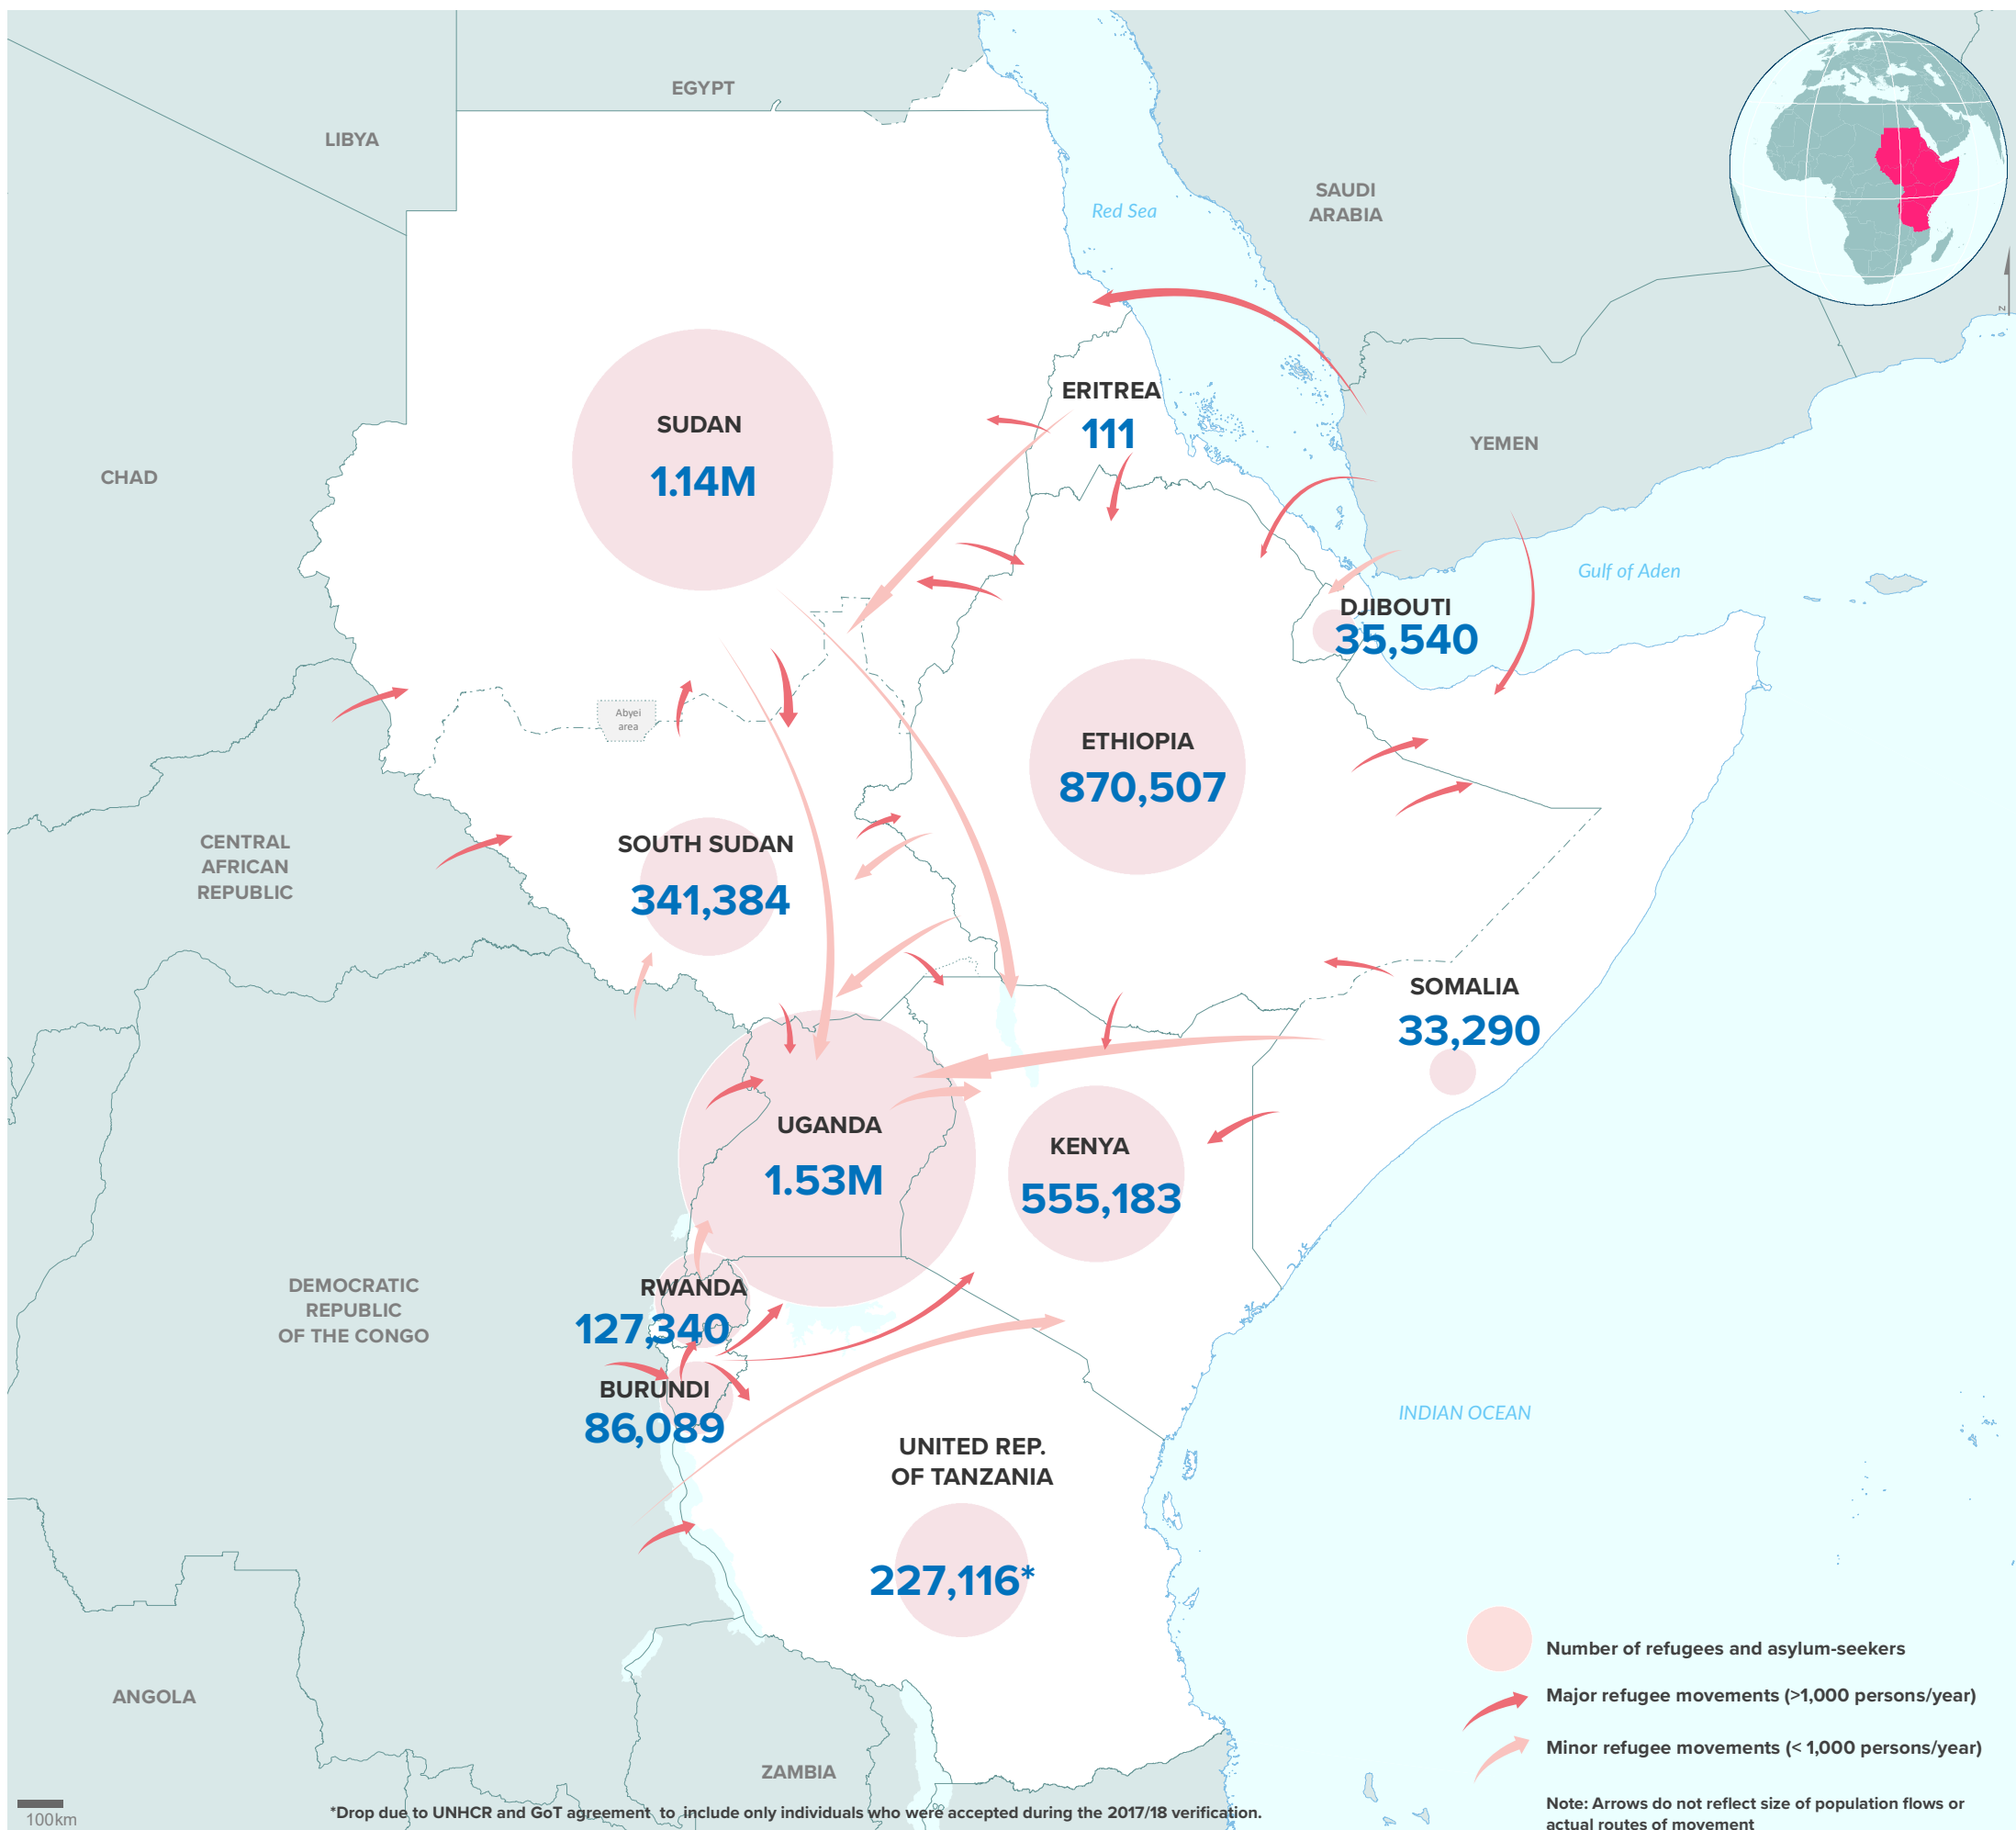 EGYPT
LIBYA
SAUDI
ARABIA
Red Sea
N
ERITREA
111
SUDAN
1.14M
YEMEN
CHAD
Gulf of Aden
DJIBOUTI
35,540
Abyei
area
ETHIOPIA
870,507
CENTRAL
AFRICAN
REPUBLIC
SOUTH SUDAN
341,384
SOMALIA
33,290
UGANDA
1.53M
KENYA
555,183
DEMOCRATIC
REPUBLIC
OF THE CONGO
RWANDA
127,340
BURUNDI
86,089
INDIAN OCEAN
UNITED REP.
OF TANZANIA
227,116*
ANGOLA
ZAMBIA
Number of refugees and asylum-seekers
Major refugee movements (>1,000 persons/year)
Minor refugee movements (< 1,000 persons/year)
Note: Arrows do not reflect size of population flows or
actual routes of movement
100km
*Drop due to UNHCR and GoT agreement to include only individuals who were accepted during the 2017/18 verification.